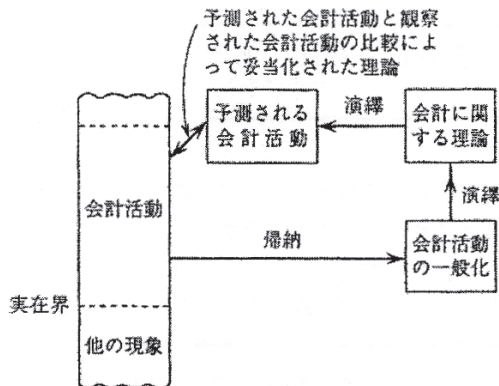 予測された会計活動と観察
された会計活動の比較によ
って妥当化された理論
予測される
会計活動
演繹
会計に関
する理論
演繹
会計活動
帰納
会計活動
の一般化
実在界
他の現象